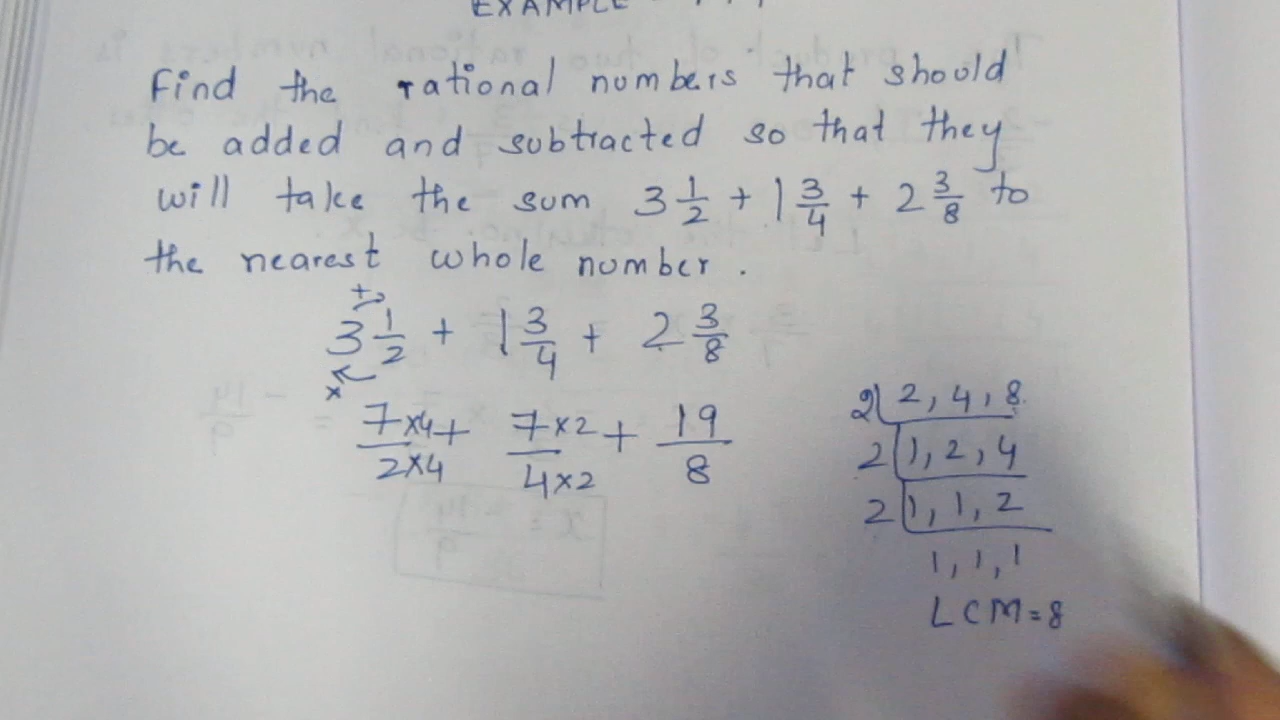 EXAMPLE
Find the rational numbers that should
be added and subtracted so that they
will take the sum 3 1/2 + 1 3/4 + 2 3/8 to
the nearest whole number.
+
3 1/2 + 1 3/4 + 2 3/8
×
7×4/2×4 + 7×2/4×2 + 19/8
2 | 2, 4, 8
2 | 1, 2, 4
2 | 1, 1, 2
1, 1, 1
LCM = 8